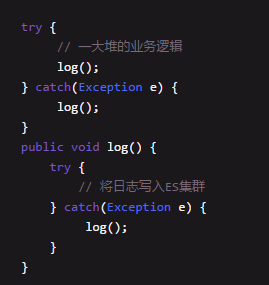 try {
    // 一大堆的业务逻辑
    log();
} catch(Exception e) {
    log();
}
public void log() {
    try {
        // 将日志写入ES集群
    } catch(Exception e) {
        log();
    }
}